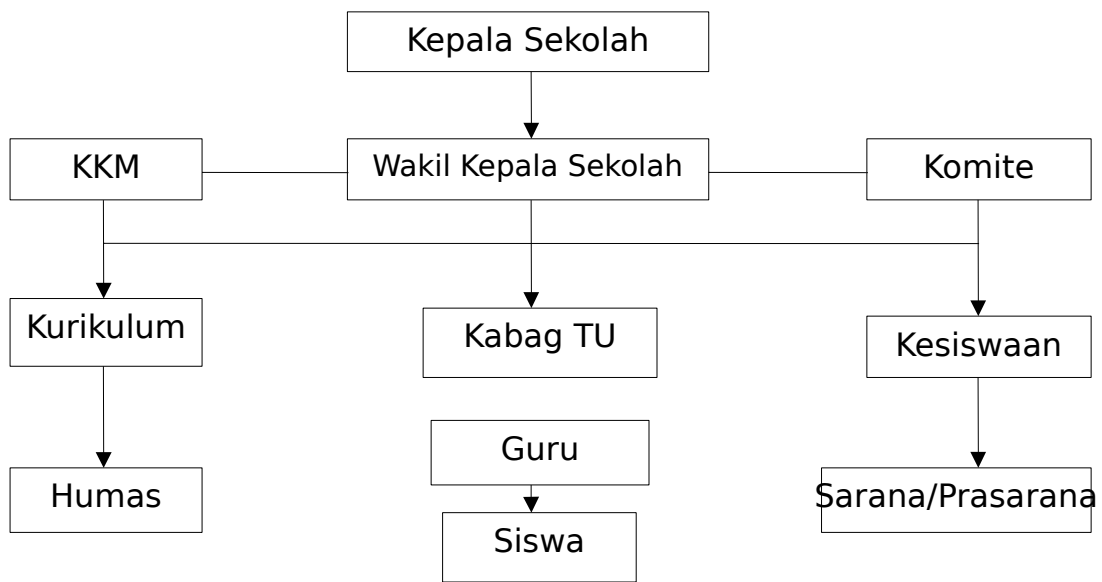 Kepala Sekolah
KKM
Wakil Kepala Sekolah
Komite
Kurikulum
Kabag TU
Kesiswaan
Guru
Humas
Sarana/Prasarana
Siswa